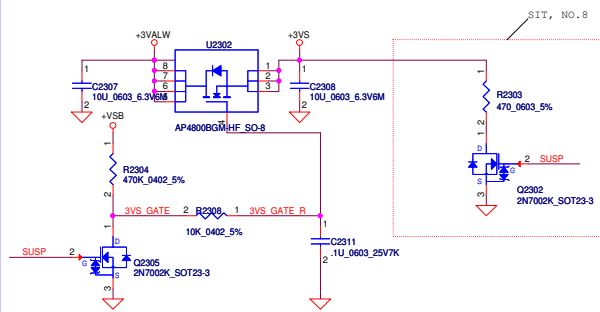 SIT, NO.8
+3VALW
U2302
+3VS
1
8
7
6
5
1
2
3
1
C2307
10U_0603_6.3V6M
2
C2308
10U_0603_6.3V6M
2
4
AP4800BGM-HF_SO-8
1
R2303
470_0603_5%
2
+VSB
1
R2304
470K_0402_5%
2
1
D
2
SUSP
G
S
Q2302
2N7002K_SOT23-3
3
3VS_GATE
2
R2308
1
3VS_GATE_R
10K_0402_5%
1
C2311
.1U_0603_25V7K
2
1
D
SUSP
2
G
S
Q2305
2N7002K_SOT23-3
3